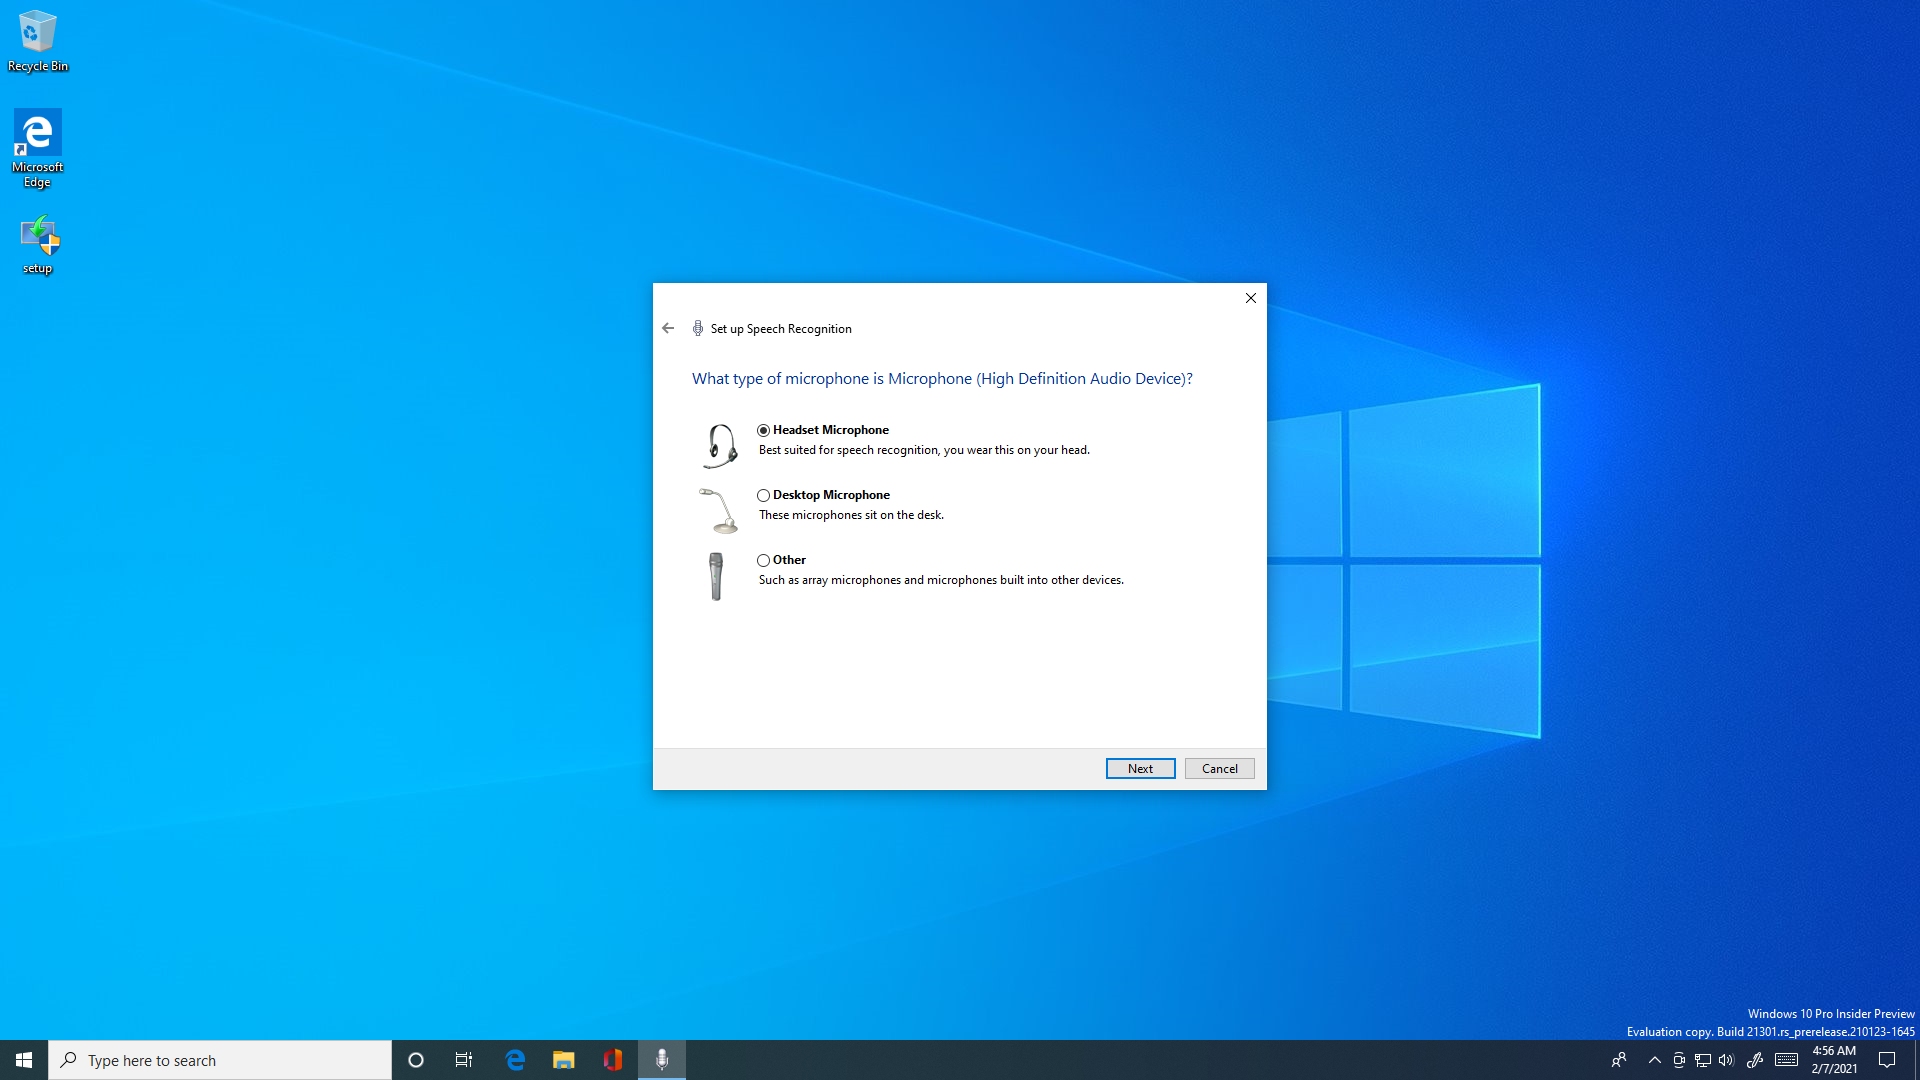 Recycle Bin
Microsoft
Edge
setup
Set up Speech Recognition
What type of microphone is Microphone (High Definition Audio Device)?
Headset Microphone
Best suited for speech recognition, you wear this on your head.
Desktop Microphone
These microphones sit on the desk.
Other
Such as array microphones and microphones built into other devices.
Next
Cancel
Windows 10 Pro Insider Preview
Evaluation copy. Build 21301.rs_prerelease.210123-1645
Type here to search
4:56 AM
2/7/2021